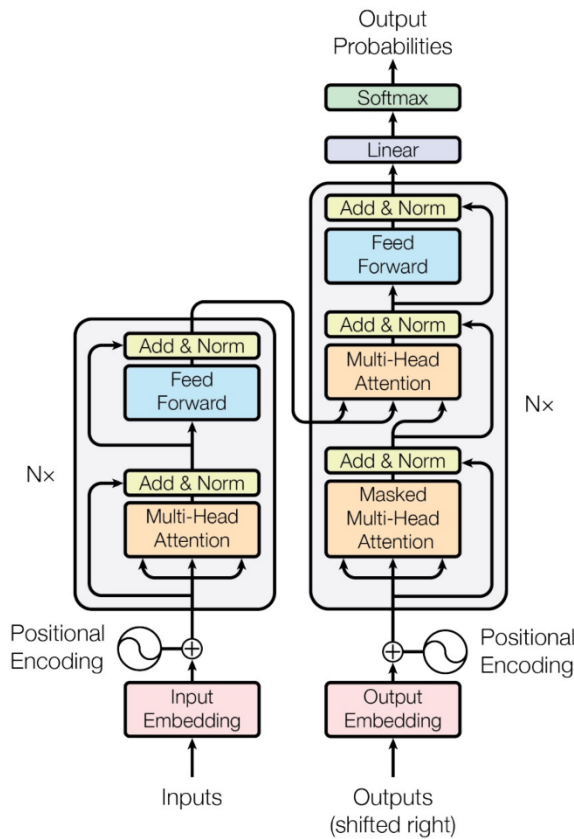 Output
Probabilities
Softmax
Linear
Add & Norm
Feed
Forward
Add & Norm
Multi-Head
Attention
Add & Norm
Masked
Multi-Head
Attention
Nx
Add & Norm
Feed
Forward
Add & Norm
Multi-Head
Attention
Nx
Positional
Encoding
Positional
Encoding
Input
Embedding
Output
Embedding
Inputs
Outputs
(shifted right)